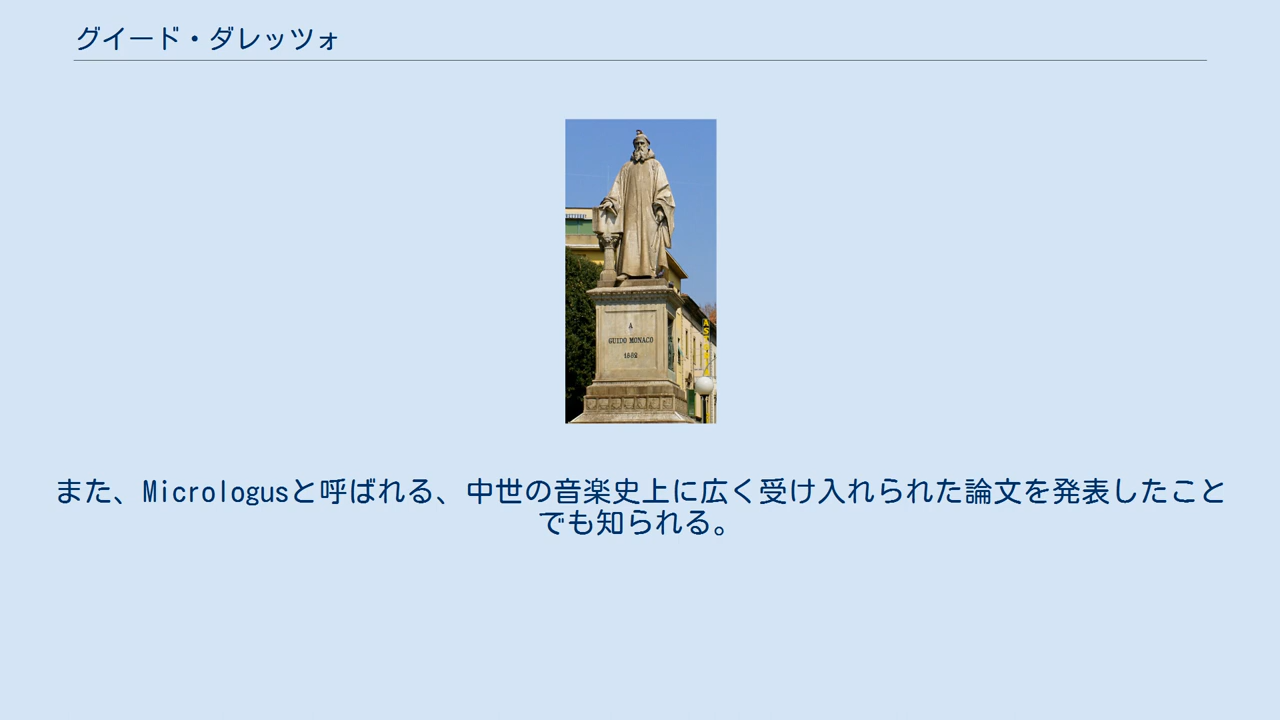 グイード・ダレッツォ
A
GUIDO MONACO
1882
また、Micrologusと呼ばれる、中世の音楽史上に広く受け入れられた論文を発表したこと
でも知られる。